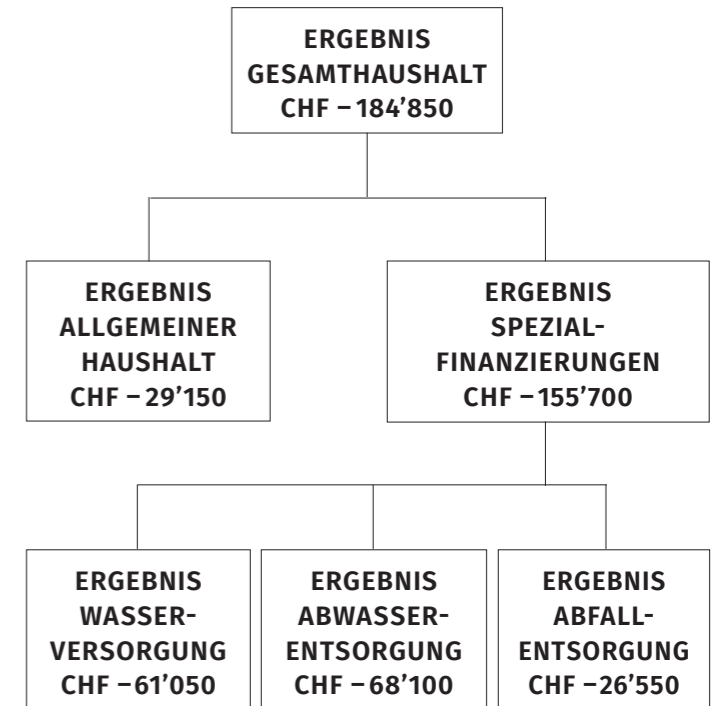 ERGEBNIS
GESAMTHAUSHALT
CHF – 184’850
ERGEBNIS
ALLGEMEINER
HAUSHALT
CHF – 29’150
ERGEBNIS
SPEZIAL-
FINANZIERUNGEN
CHF – 155’700
ERGEBNIS
WASSER-
VERSORGUNG
CHF – 61’050
ERGEBNIS
ABWASSER-
ENTSORGUNG
CHF – 68’100
ERGEBNIS
ABFALL-
ENTSORGUNG
CHF – 26’550